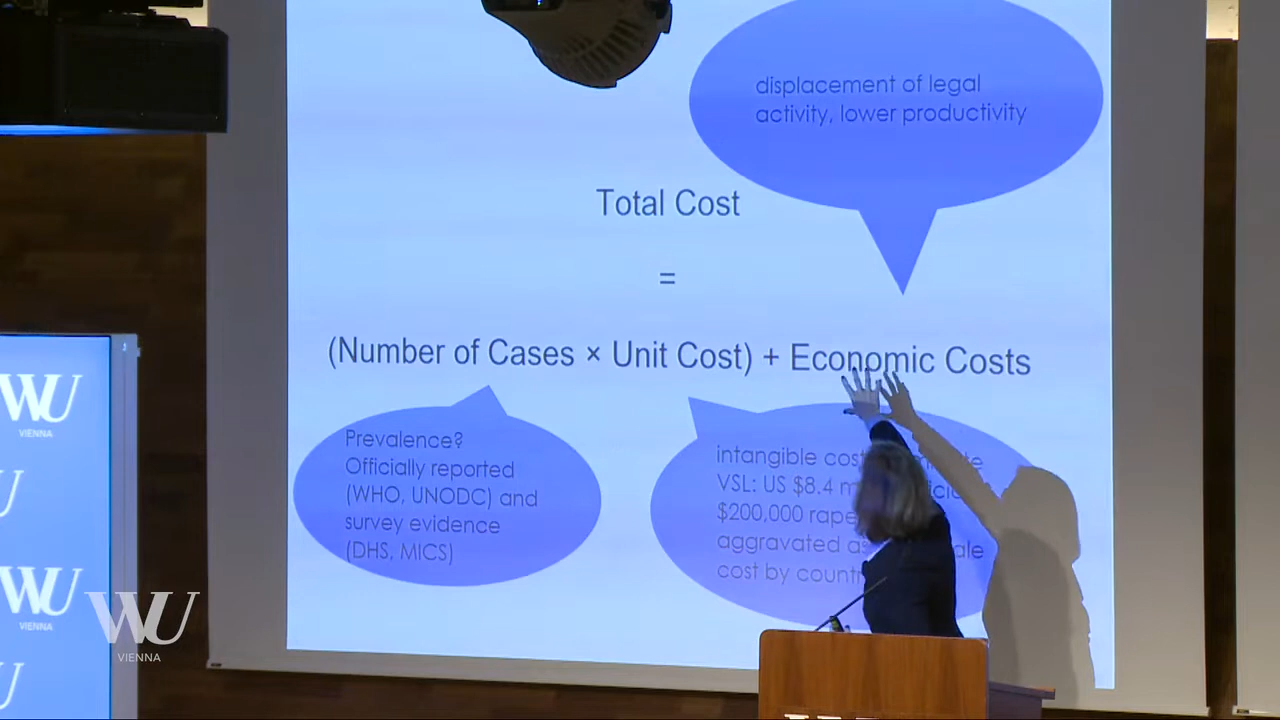 displacement of legal
activity, lower productivity
Total Cost
=
(Number of Cases × Unit Cost) + Economic Costs
Prevalence?
Officially reported
(WHO, UNODC) and
survey evidence
(DHS, MICS)
intangible cost
VSL: US $8.4 m
$200,000 rape
aggravated
cost by
WU
VIENNA
WU
VIENNA
WU
VIENNA